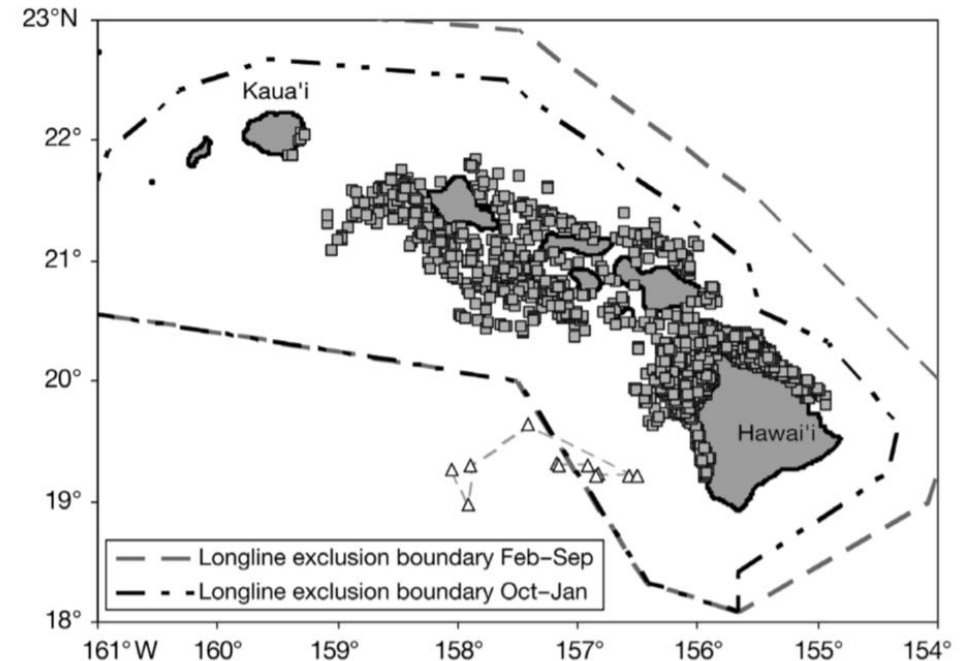 23°N
Kaua'i
22°
21°
20°
Hawai'i
19°
Longline exclusion boundary Feb–Sep
Longline exclusion boundary Oct–Jan
18°
161°W 160° 159° 158° 157° 156° 155° 154°